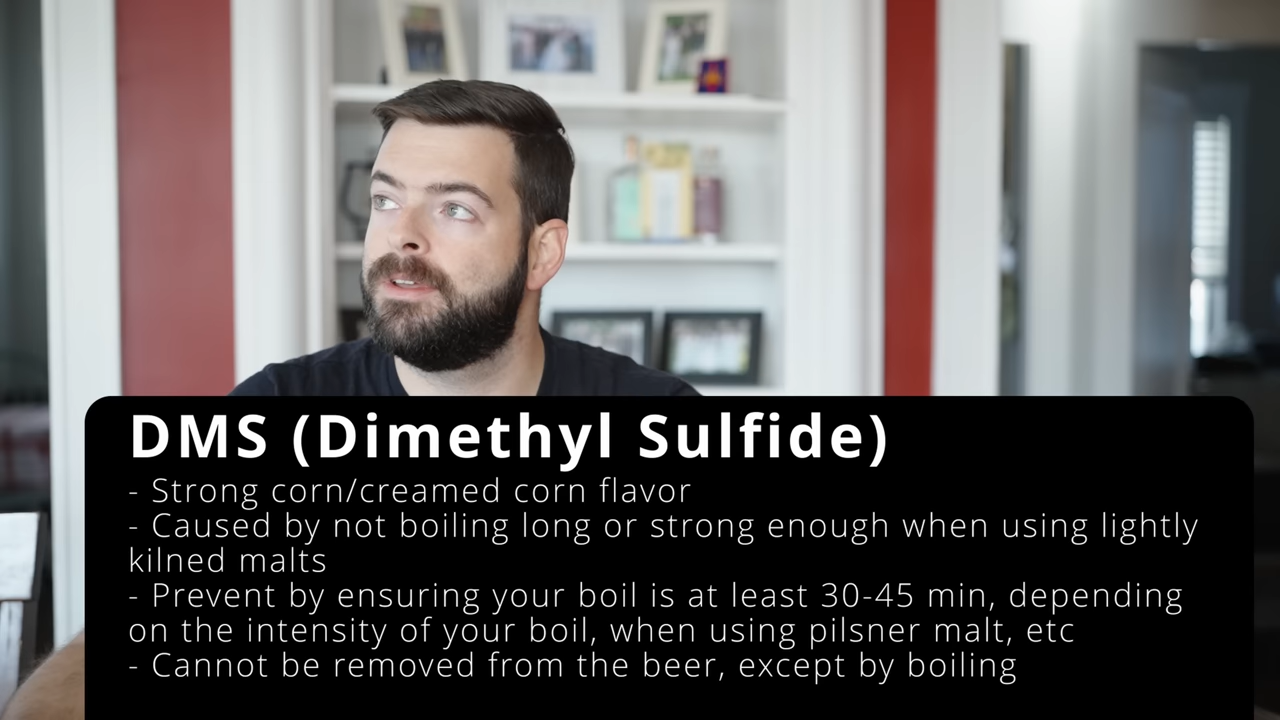 DMS (Dimethyl Sulfide)
- Strong corn/creamed corn flavor
- Caused by not boiling long or strong enough when using lightly
kilned malts
- Prevent by ensuring your boil is at least 30-45 min, depending
on the intensity of your boil, when using pilsner malt, etc
- Cannot be removed from the beer, except by boiling